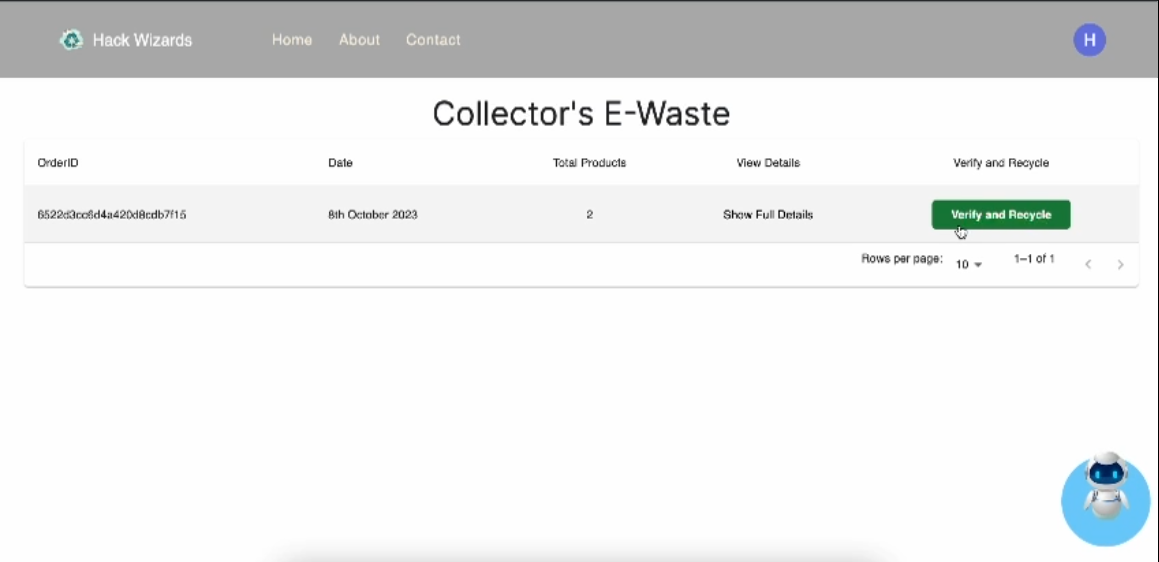 Hack Wizards Home About Contact H
Collector's E-Waste
OrderID Date Total Products View Details Verify and Recycle
8th October 2023 2 Show Full Details Verify and Recycle
Rows per page: 10 1–1 of 1